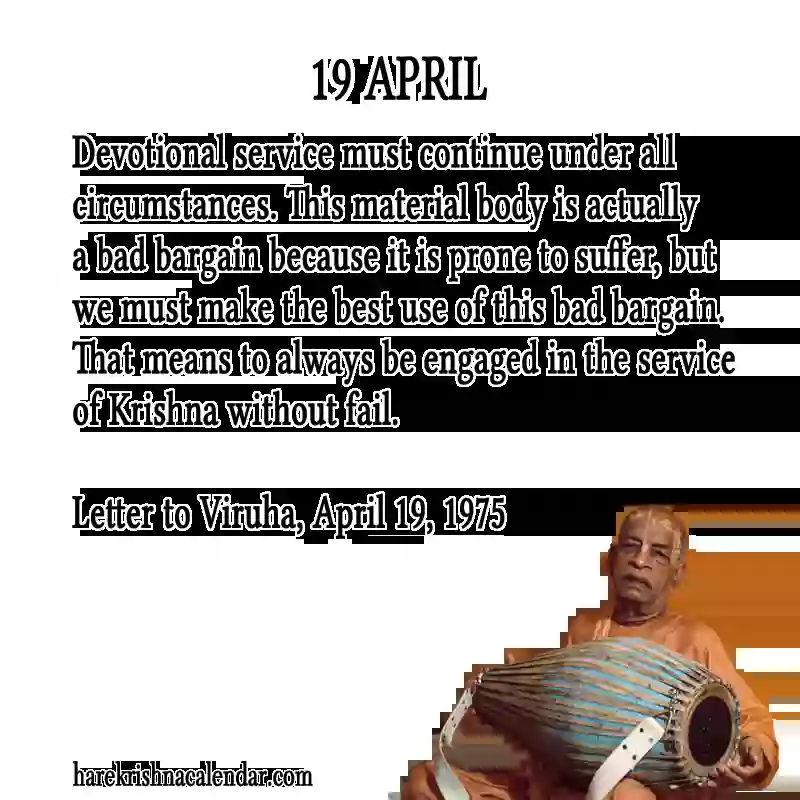 19 APRIL
Devotional service must continue under all
circumstances. This material body is actually
a bad bargain because it is prone to suffer, but
we must make the best use of this bad bargain.
That means to always be engaged in the service
of Krishna without fail.
Letter to Viruha, April 19, 1975
harekrishnacalendar.com